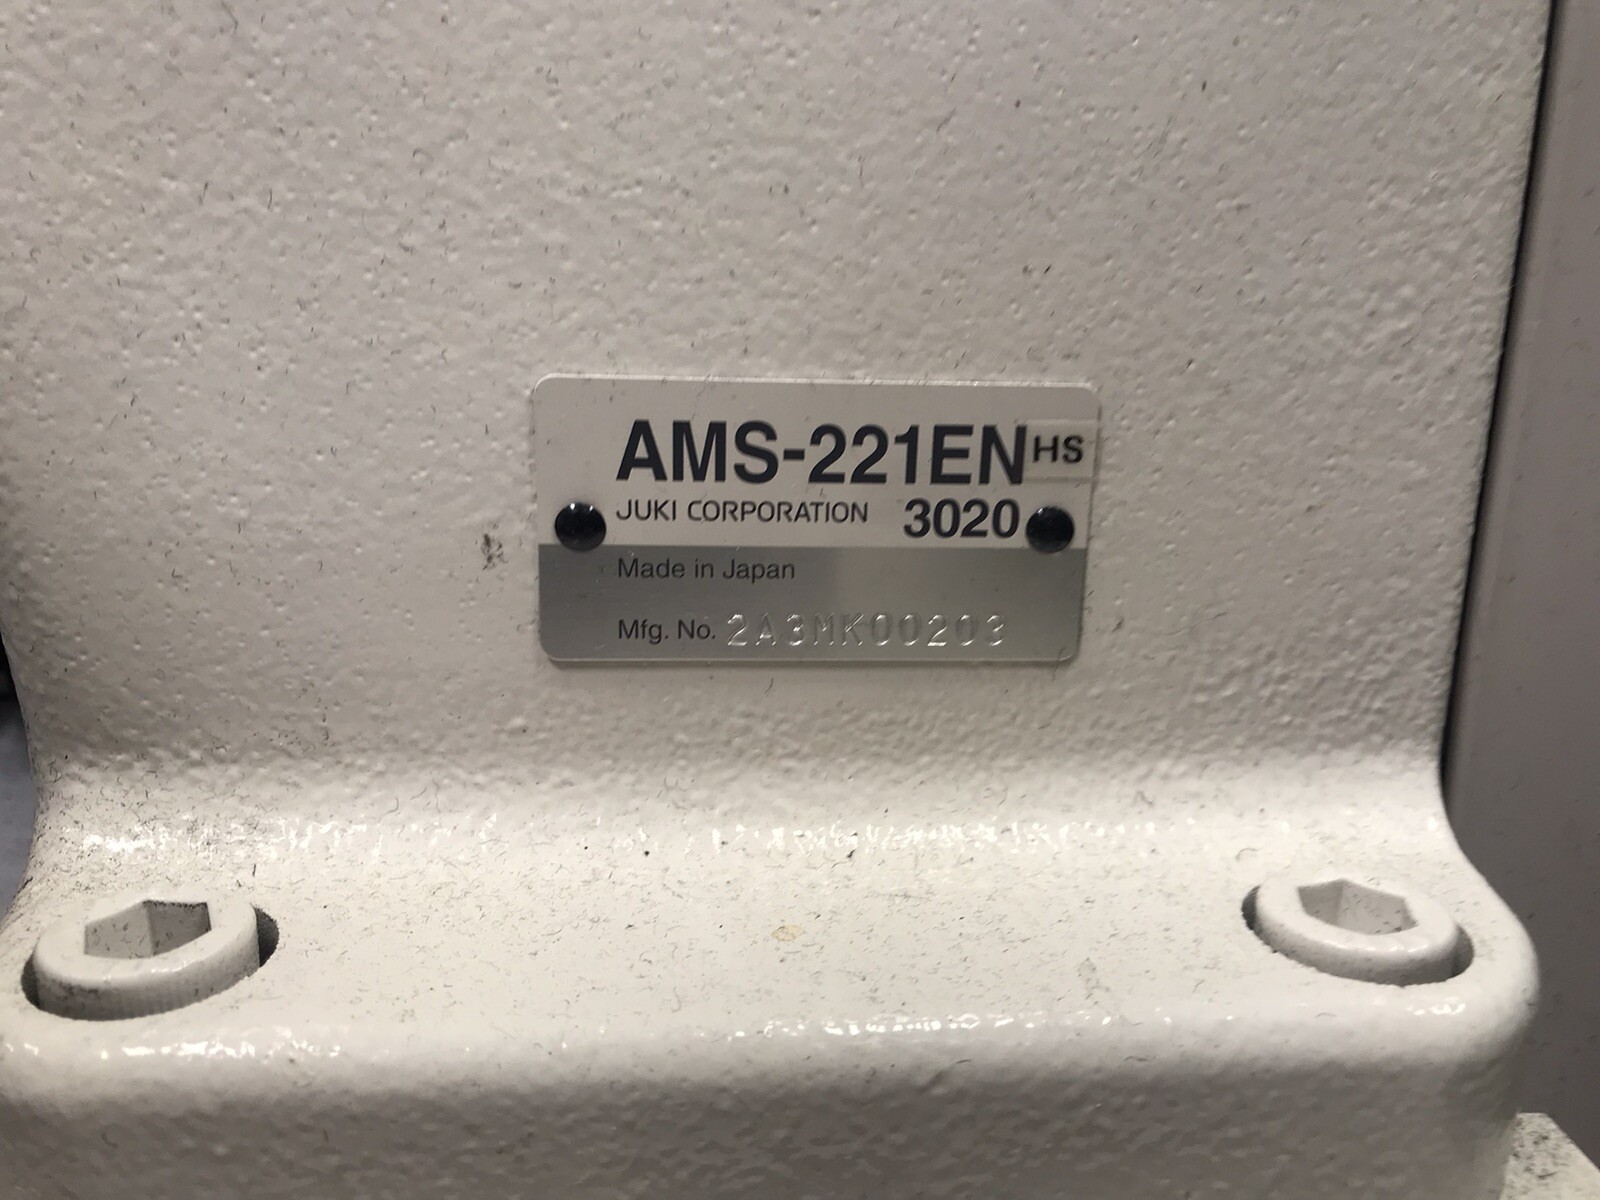 AMS-221EN HS
JUKI CORPORATION 3020
Made in Japan
Mfg. No. 2A3MK00203